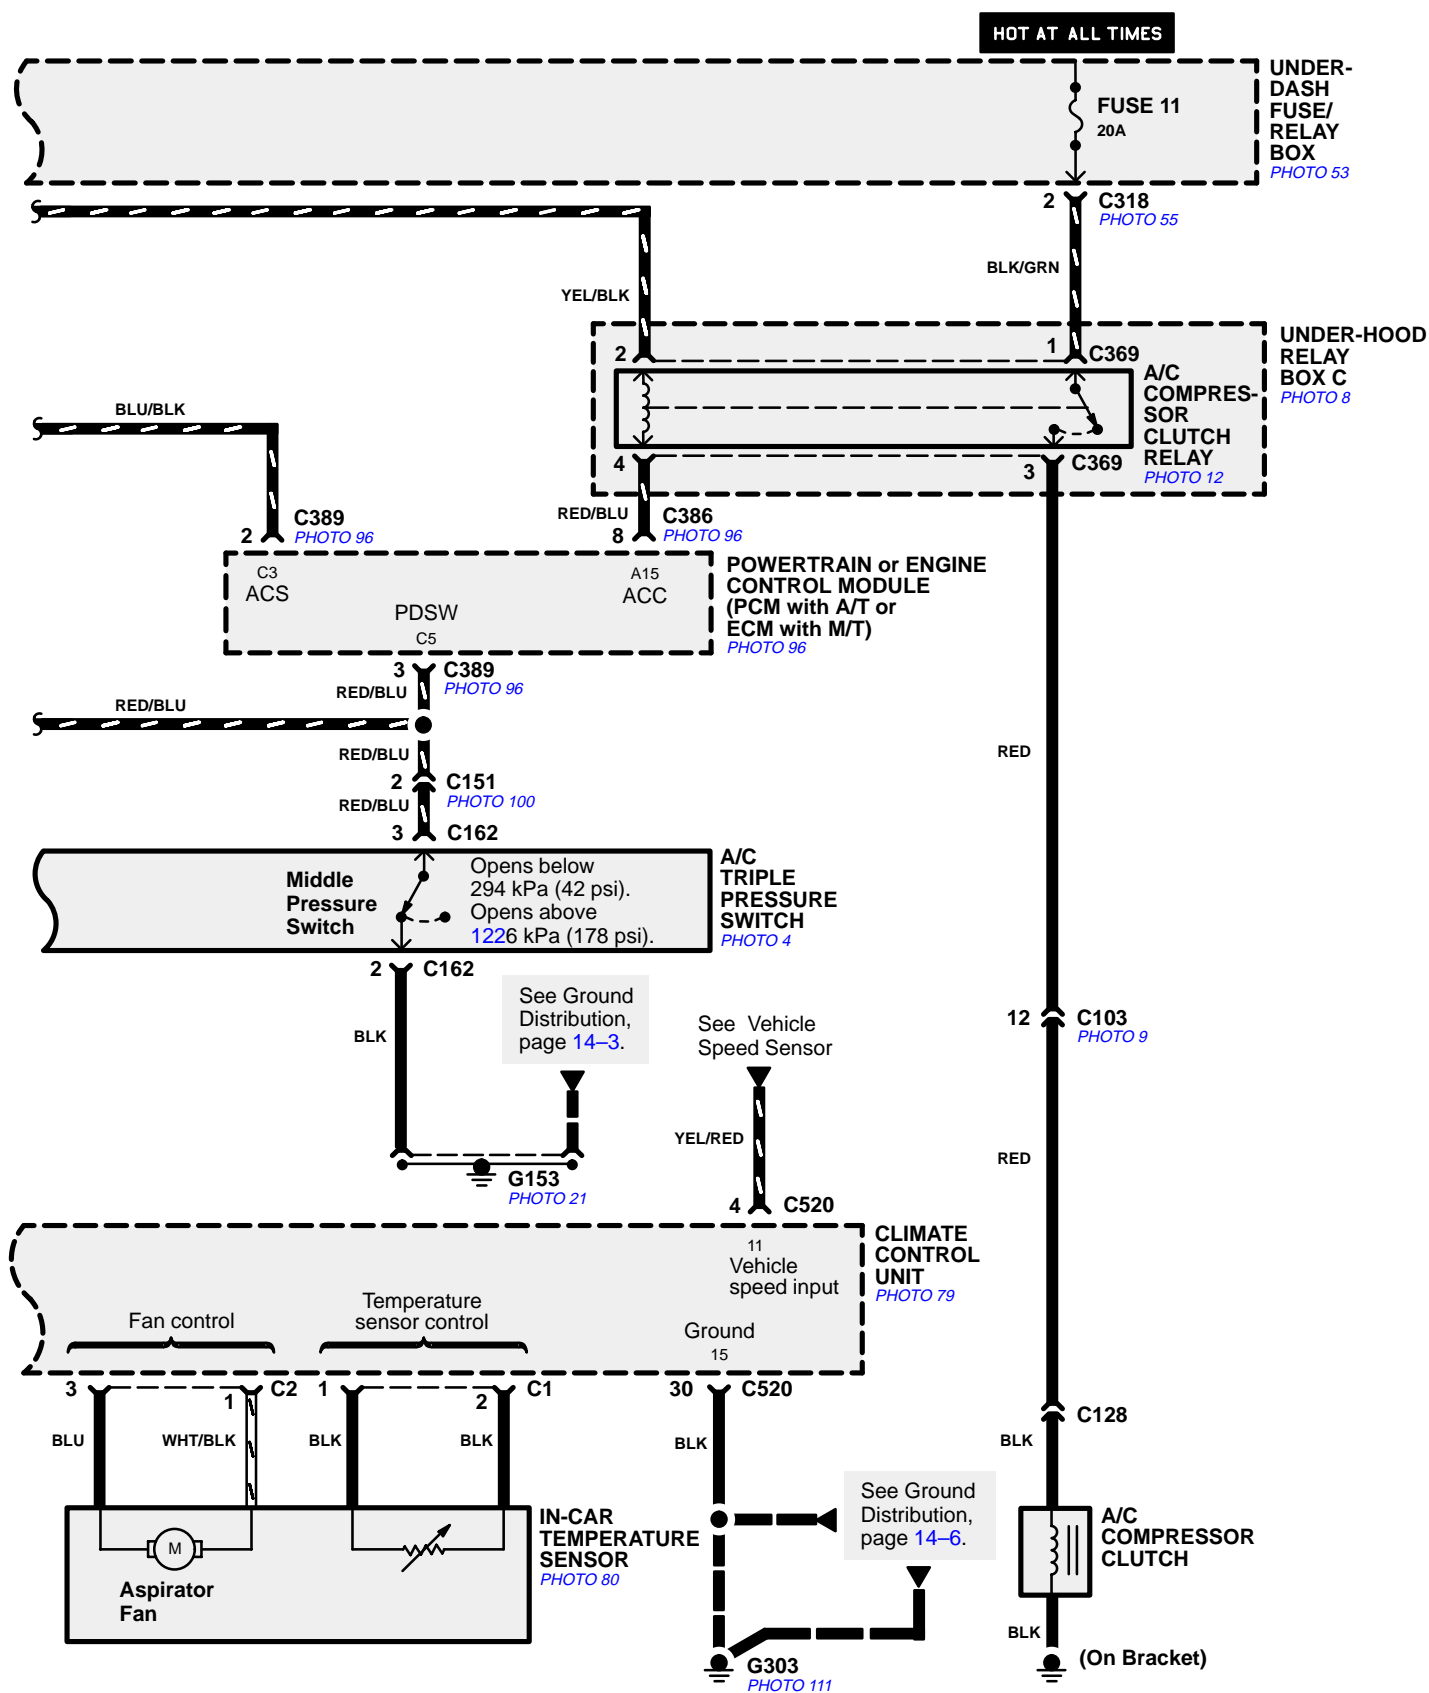 HOT AT ALL TIMES
FUSE 11
20A
UNDER-
DASH
FUSE/
RELAY
BOX
PHOTO 53
2
C318
PHOTO 55
BLK/GRN
YEL/BLK
UNDER-HOOD
RELAY
BOX C
PHOTO 8
2
1
C369
A/C
COMPRES-
SOR
CLUTCH
RELAY
PHOTO 12
BLU/BLK
4
3
C369
RED/BLU
C389
2
PHOTO 96
C386
8
PHOTO 96
C3
ACS
PDSW
C5
A15
ACC
POWERTRAIN or ENGINE
CONTROL MODULE
(PCM with A/T or
ECM with M/T)
PHOTO 96
3
C389
PHOTO 96
RED/BLU
RED/BLU
RED/BLU
RED
2
C151
PHOTO 100
RED/BLU
3
C162
Middle
Pressure
Switch
Opens below
294 kPa (42 psi).
Opens above
1226 kPa (178 psi).
A/C
TRIPLE
PRESSURE
SWITCH
PHOTO 4
2
C162
BLK
See Ground
Distribution,
page 14–3.
See Vehicle
Speed Sensor
12
C103
PHOTO 9
YEL/RED
RED
G153
PHOTO 21
4
C520
CLIMATE
CONTROL
UNIT
PHOTO 79
11
Vehicle
speed input
Fan control
Temperature
sensor control
Ground
15
3
1
C2
1
2
C1
30
C520
C128
BLU
WHT/BLK
BLK
BLK
BLK
BLK
See Ground
Distribution,
page 14–6.
M
Aspirator
Fan
IN-CAR
TEMPERATURE
SENSOR
PHOTO 80
A/C
COMPRESSOR
CLUTCH
BLK
(On Bracket)
G303
PHOTO 111